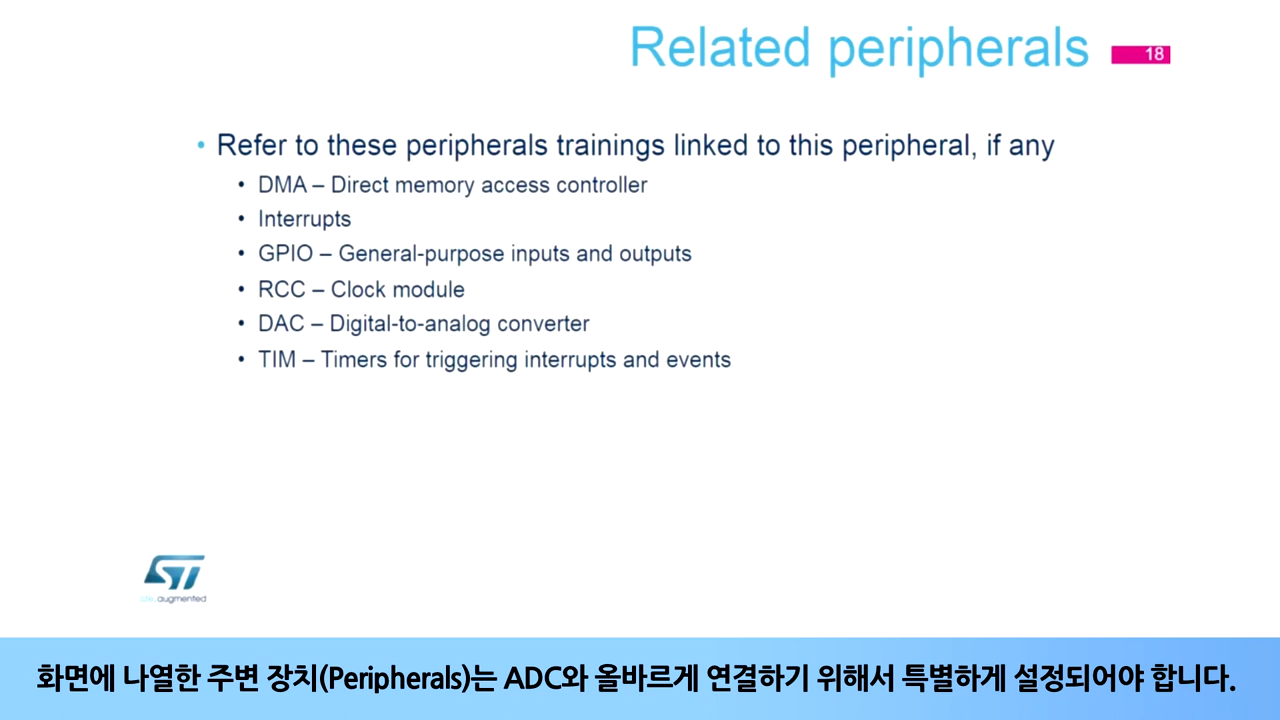 Related peripherals
18
• Refer to these peripherals trainings linked to this peripheral, if any
• DMA – Direct memory access controller
• Interrupts
• GPIO – General-purpose inputs and outputs
• RCC – Clock module
• DAC – Digital-to-analog converter
• TIM – Timers for triggering interrupts and events
ST
life.augmented
화면에 나열한 주변 장치(Peripherals)는 ADC와 올바르게 연결하기 위해서 특별하게 설정되어야 합니다.